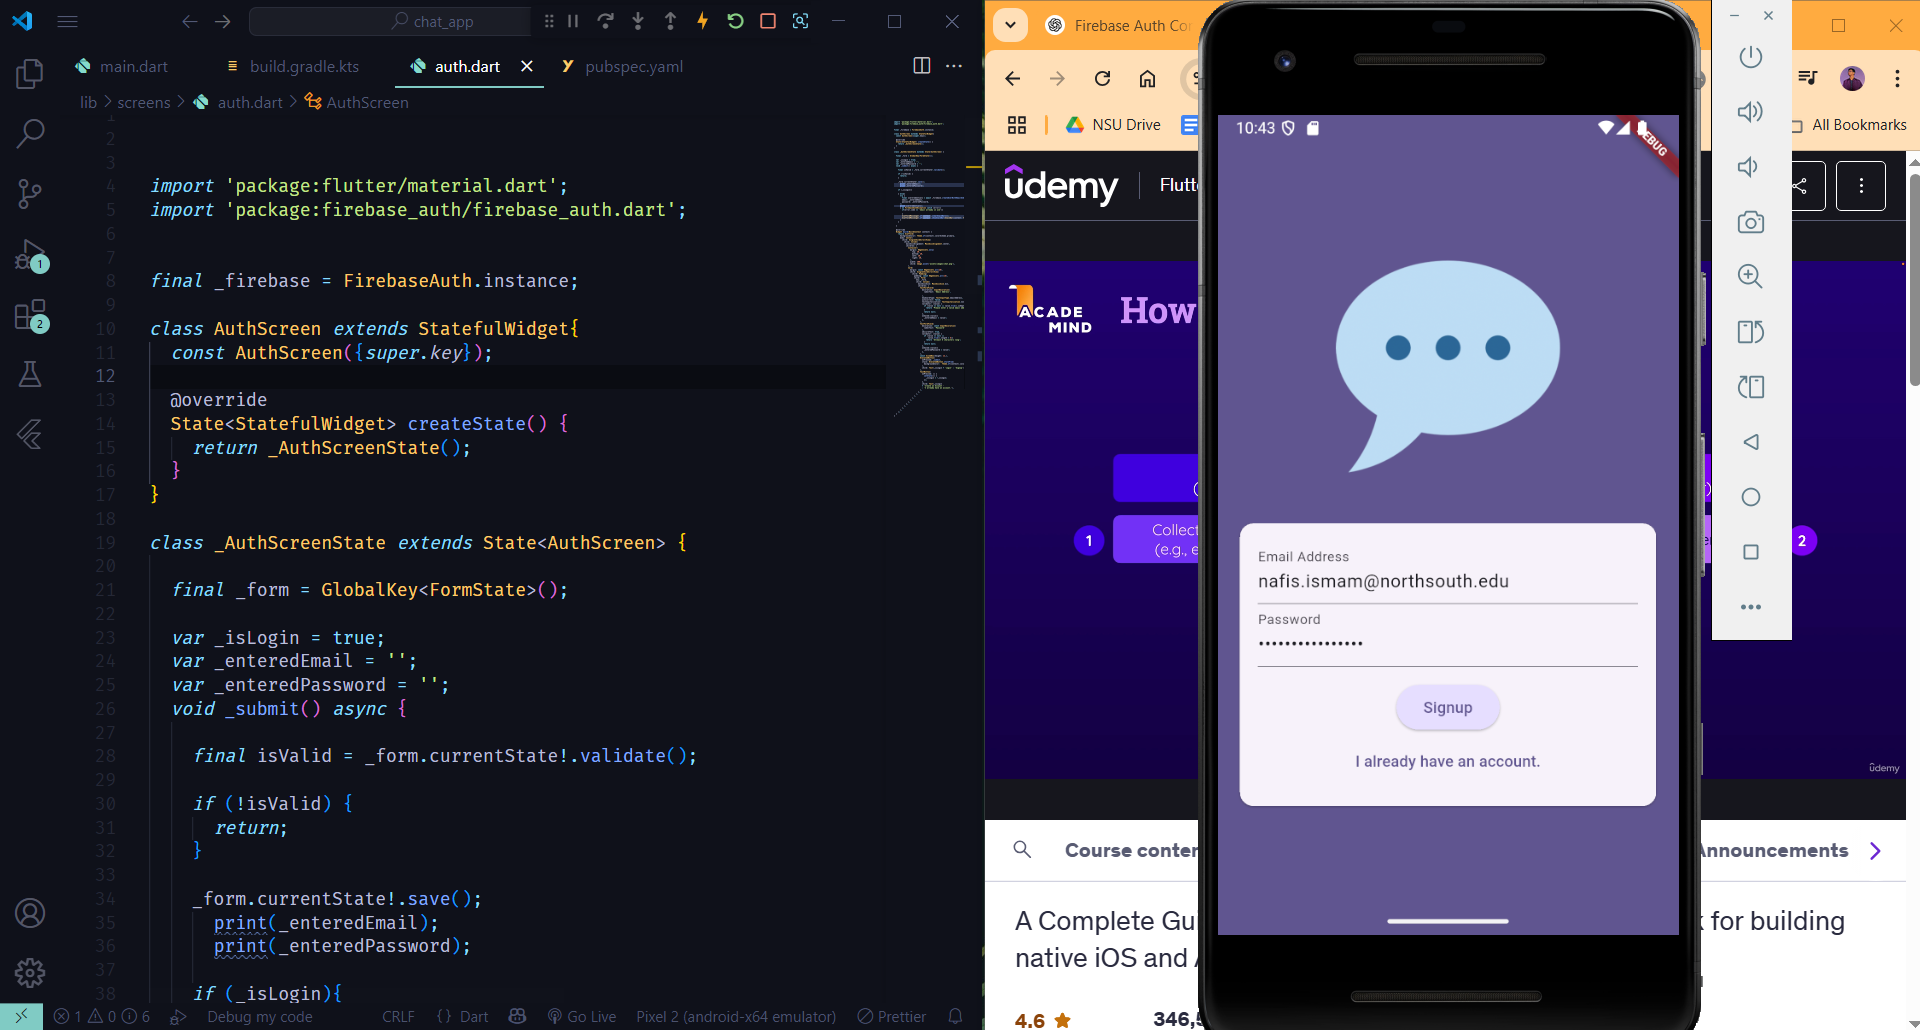 chat_app
main.dart
build.gradle.kts
auth.dart
pubspec.yaml
lib > screens > auth.dart > AuthScreen
1
2
3
4 import 'package:flutter/material.dart';
5 import 'package:firebase_auth/firebase_auth.dart';
6
7
8 final _firebase = FirebaseAuth.instance;
9
10 class AuthScreen extends StatefulWidget{
11 const AuthScreen({super.key});
12
13 @override
14 State<StatefulWidget> createState() {
15 return _AuthScreenState();
16 }
17 }
18
19 class _AuthScreenState extends State<AuthScreen> {
20
21 final _form = GlobalKey<FormState>();
22
23 var _isLogin = true;
24 var _enteredEmail = '';
25 var _enteredPassword = '';
26 void _submit() async {
27
28 final isValid = _form.currentState!.validate();
29
30 if (!isValid) {
31 return;
32 }
33
34 _form.currentState!.save();
35 print(_enteredEmail);
36 print(_enteredPassword);
37
38 if (_isLogin){
1
2
1 0 6
Debug my code
CRLF
{} Dart
Go Live
Pixel 2 (android-x64 emulator)
Prettier
Firebase Auth Co
NSU Drive
All Bookmarks
udemy
Flutt
ACADE
MIND
How
1
Collect
(e.g., e
2
udemy
Course conten
Announcements
A Complete Gui
k for building
native iOS and A
4.6
346,5
10:43
DEBUG
Email Address
nafis.ismam@northsouth.edu
Password
••••••••••••••••
Signup
I already have an account.